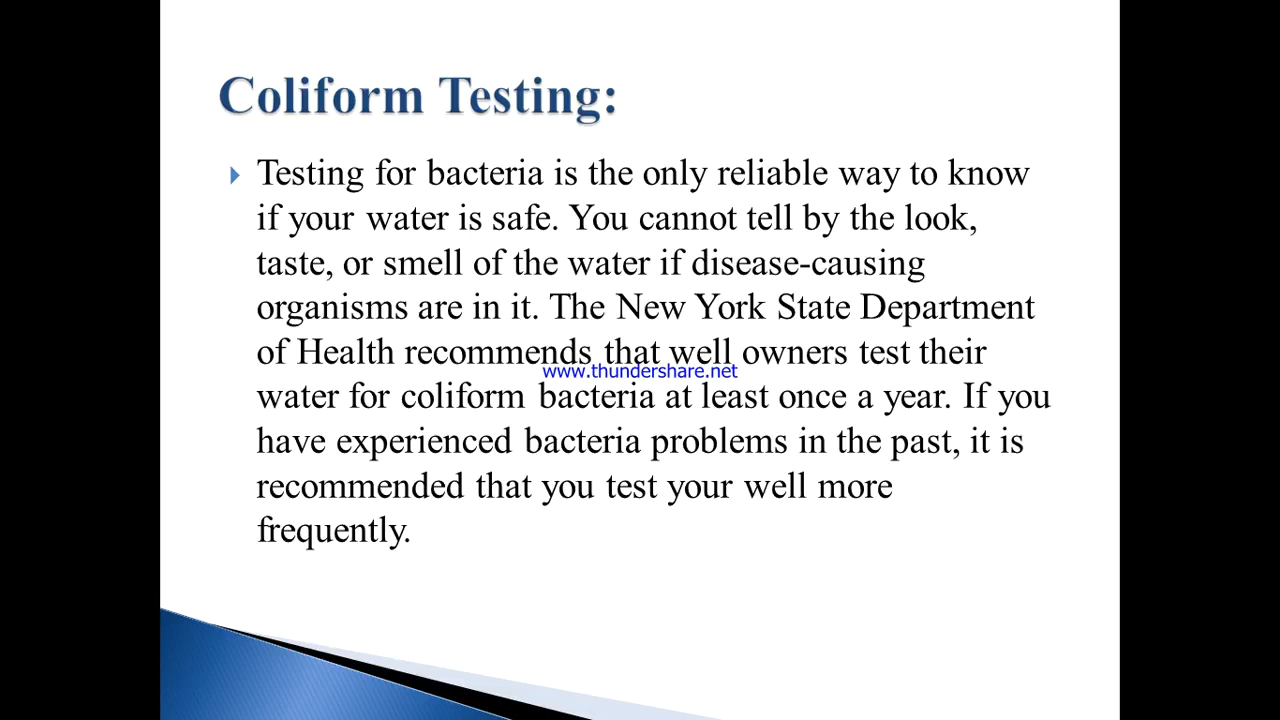 Coliform Testing:
Testing for bacteria is the only reliable way to know
if your water is safe. You cannot tell by the look,
taste, or smell of the water if disease-causing
organisms are in it. The New York State Department
of Health recommends that well owners test their
www.thundershare.net
water for coliform bacteria at least once a year. If you
have experienced bacteria problems in the past, it is
recommended that you test your well more
frequently.